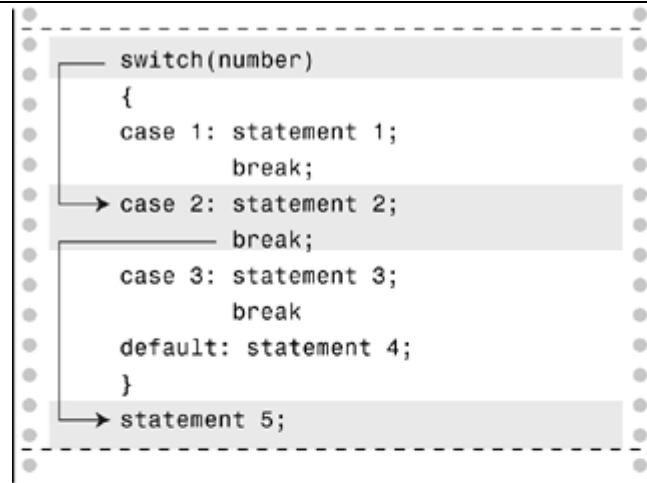 switch(number)
{
case 1: statement 1;
break;
case 2: statement 2;
break;
case 3: statement 3;
break
default: statement 4;
}
statement 5;